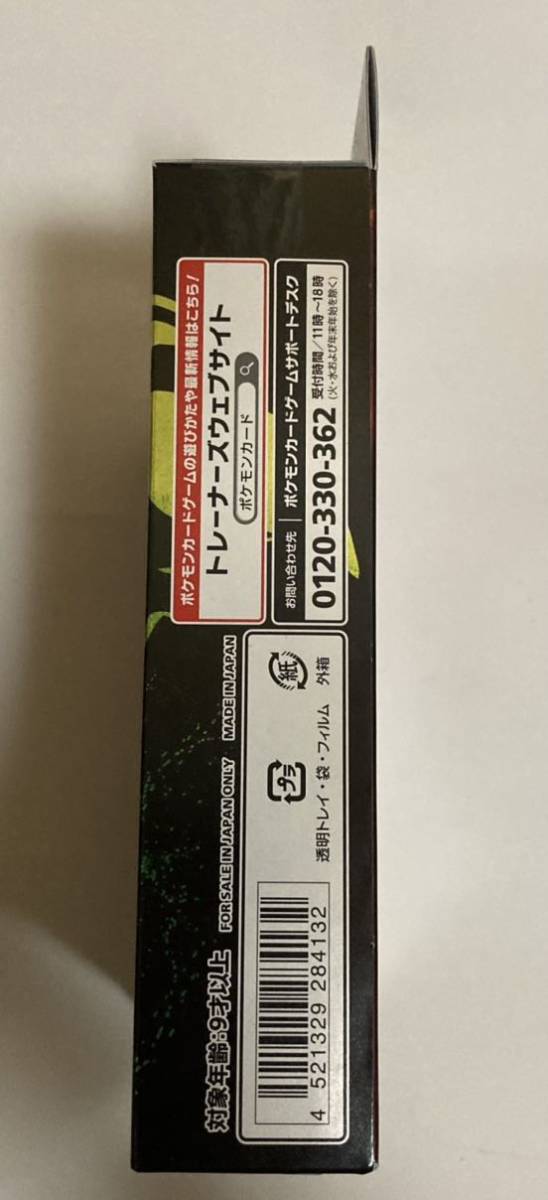 ポケモンカードゲームの遊びかたや最新情報はこちら!
トレーナーズウェブサイト
ポケモンカード
お問い合わせ先
ポケモンカードゲームサポートデスク
0120-330-362
受付時間/11時~18時
(火・水および年末年始を除く)
対象年齢:9才以上
FOR SALE IN JAPAN ONLY
MADE IN JAPAN
プラ
透明トレイ・袋・フィルム
紙
外箱
4 521329 284132